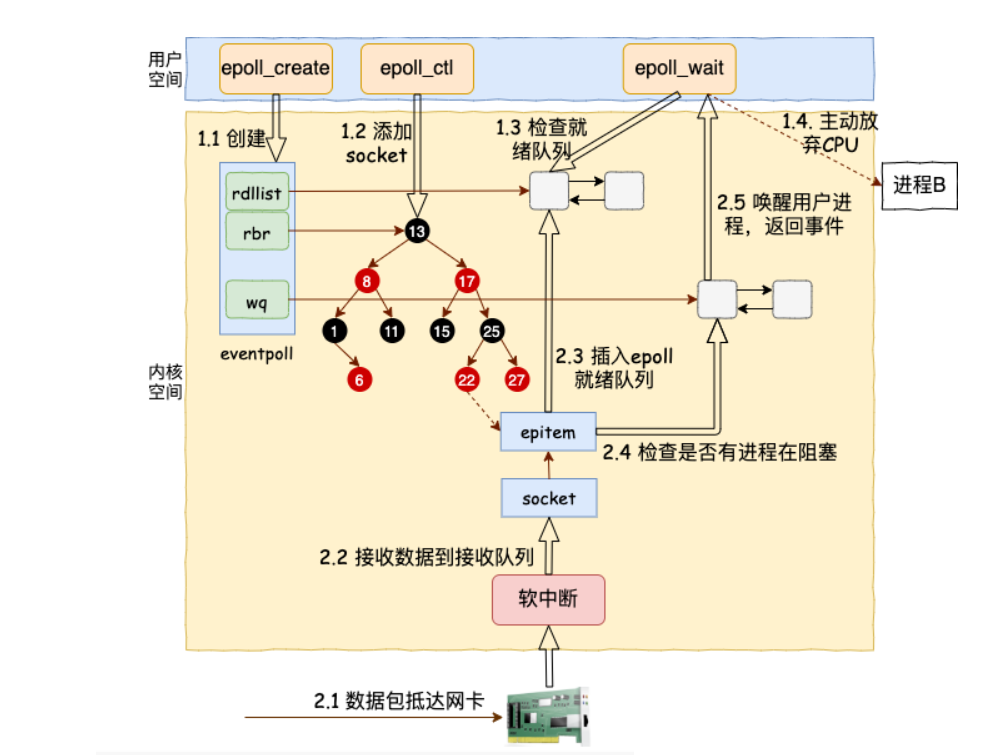 用户
空间
epoll_create
epoll_ctl
epoll_wait
1.1 创建
1.2 添加
socket
1.3 检查就
绪队列
1.4. 主动放
弃CPU
进程B
rdllist
rbr
wq
eventpoll
13
8
17
1
11
15
25
6
22
27
2.5 唤醒用户进
程，返回事件
内核
空间
2.3 插入epoll
就绪队列
epitem
2.4 检查是否有进程在阻塞
socket
2.2 接收数据到接收队列
软中断
2.1 数据包抵达网卡